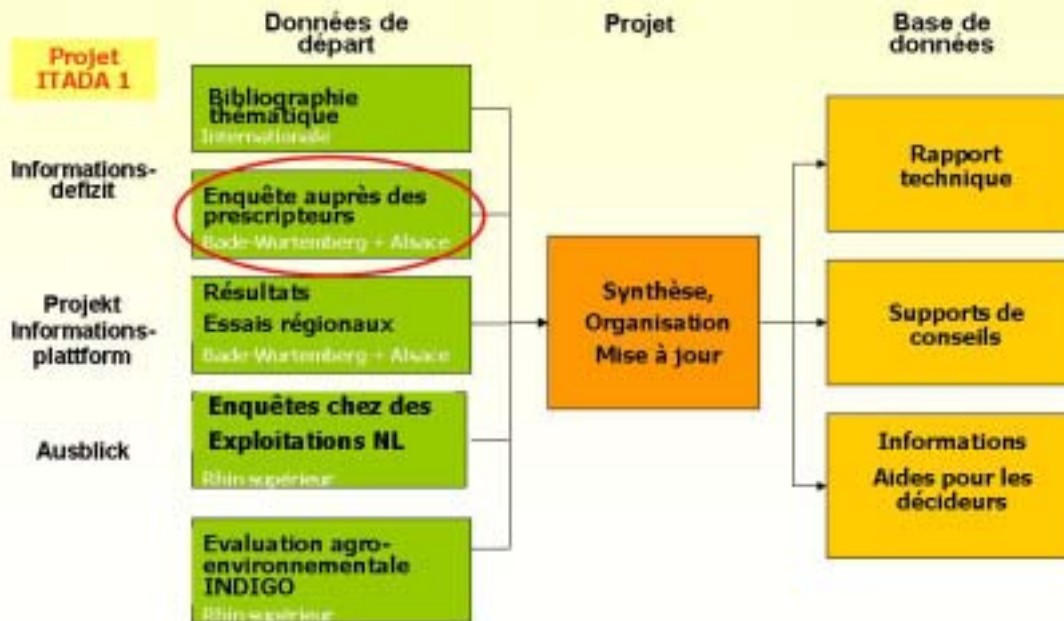 Données de
départ
Projet
Base de
données
Projet
ITADA 1
Informations-
defizit
Projekt
Informations-
plattform
Ausblick
Bibliographie
thématique
Internationale
Enquête auprès des
prescripteurs
Bade-Wurtemberg + Alsace
Résultats
Essais régionaux
Bade-Wurtemberg + Alsace
Enquêtes chez des
Exploitations NL
Rhin supérieur
Evaluation agro-
environnementale
INDIGO
Rhin supérieur
Synthèse,
Organisation
Mise à jour
Rapport
technique
Supports de
conseils
Informations
Aides pour les
décideurs